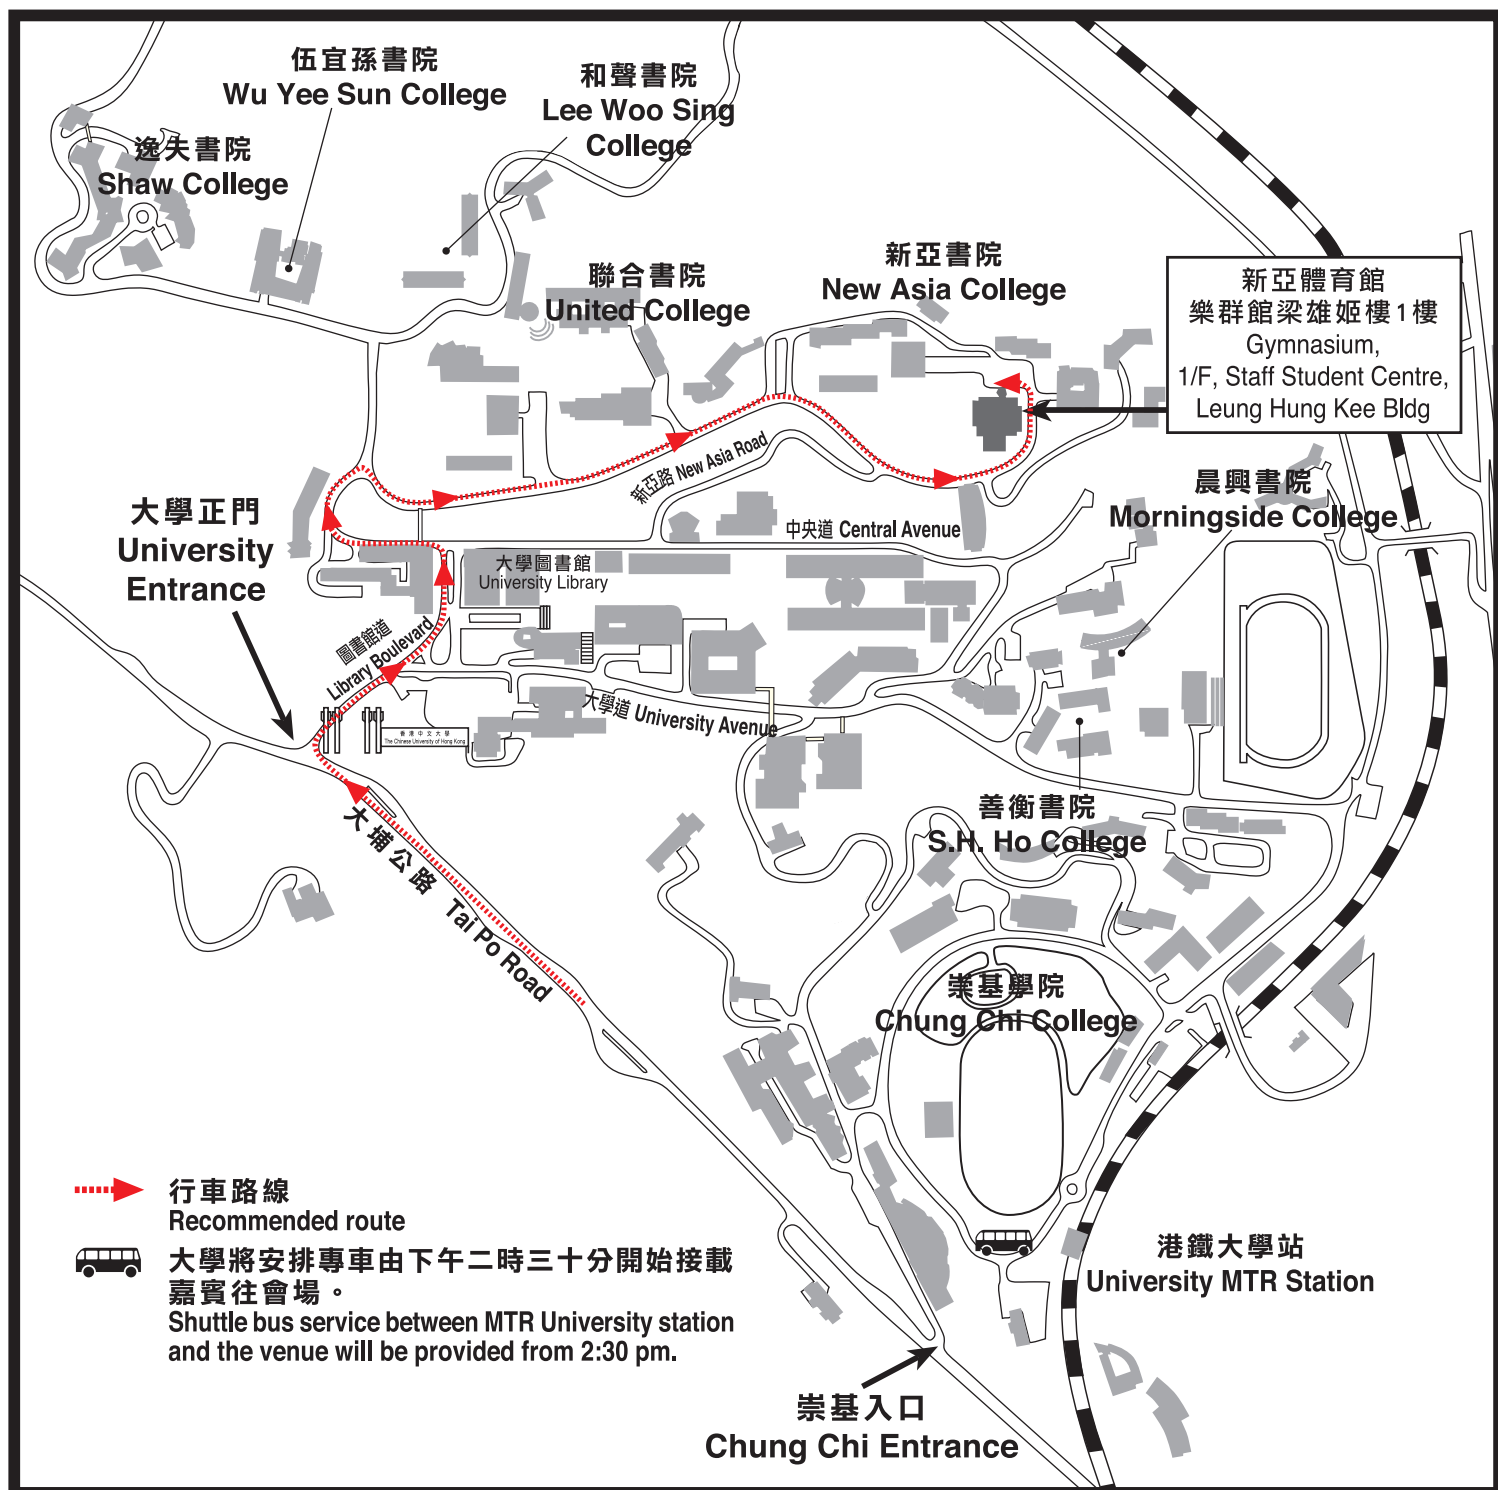 伍宜孫書院
Wu Yee Sun College
和聲書院
Lee Woo Sing
College
逸夫書院
Shaw College
聯合書院
United College
新亞書院
New Asia College
新亞體育館
樂群館梁雄姬樓1樓
Gymnasium,
1/F, Staff Student Centre,
Leung Hung Kee Bldg
新亞路 New Asia Road
晨興書院
Morningside College
大學正門
University
Entrance
中央道 Central Avenue
大學圖書館
University Library
圖書館道
Library Boulevard
大學道 University Avenue
香港中文大學
The Chinese University of Hong Kong
大埔公路 Tai Po Road
善衡書院
S.H. Ho College
崇基學院
Chung Chi College
行車路線
Recommended route
大學將安排專車由下午二時三十分開始接載
嘉賓往會場。
Shuttle bus service between MTR University station
and the venue will be provided from 2:30 pm.
港鐵大學站
University MTR Station
崇基入口
Chung Chi Entrance